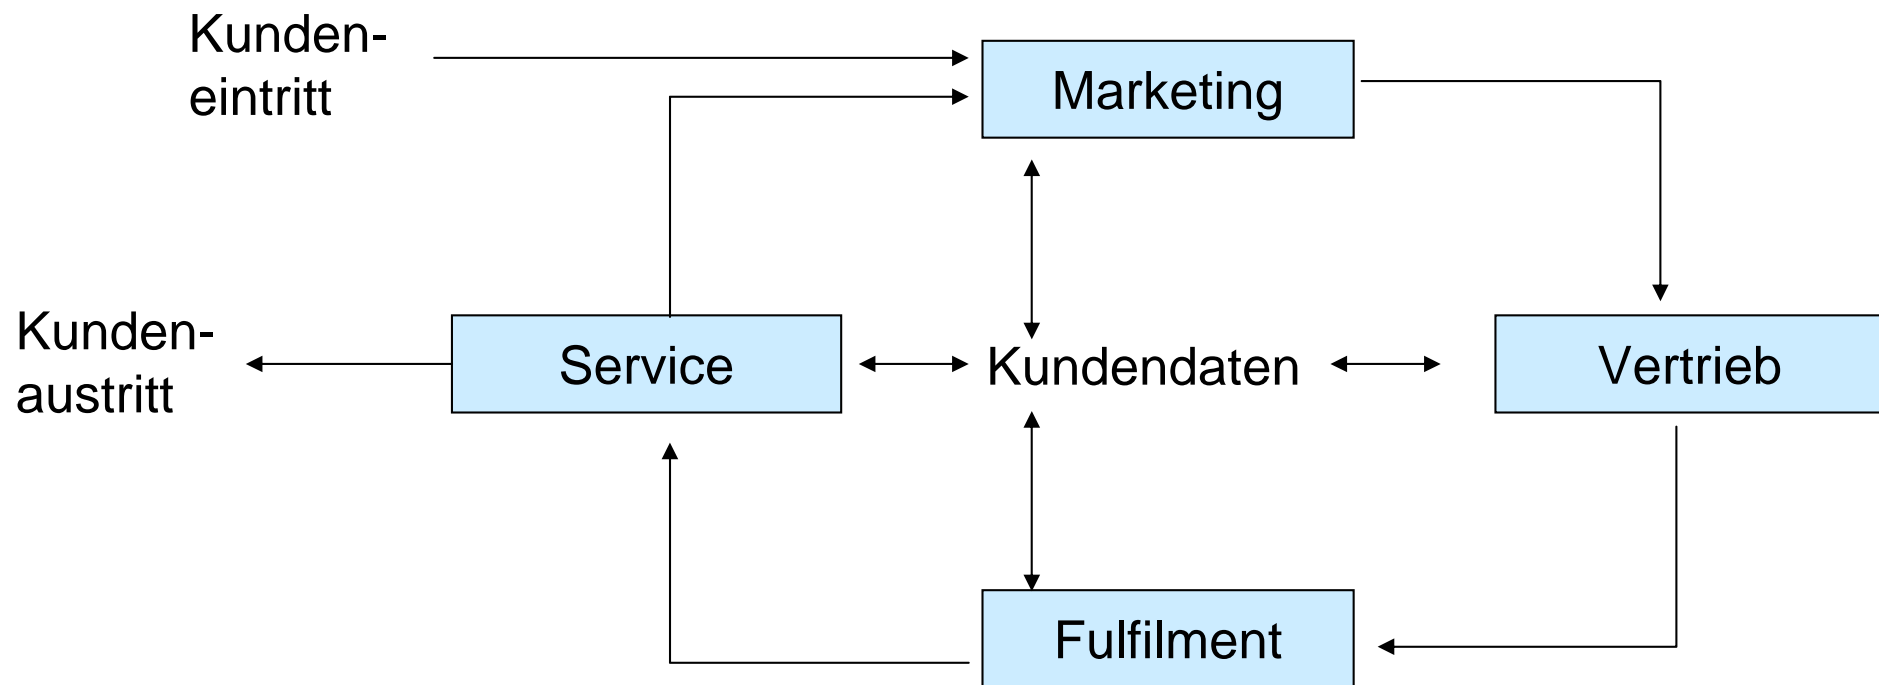 Kunden-
eintritt
Marketing
Kunden-
austritt
Service
Kundendaten
Vertrieb
Fulfilment